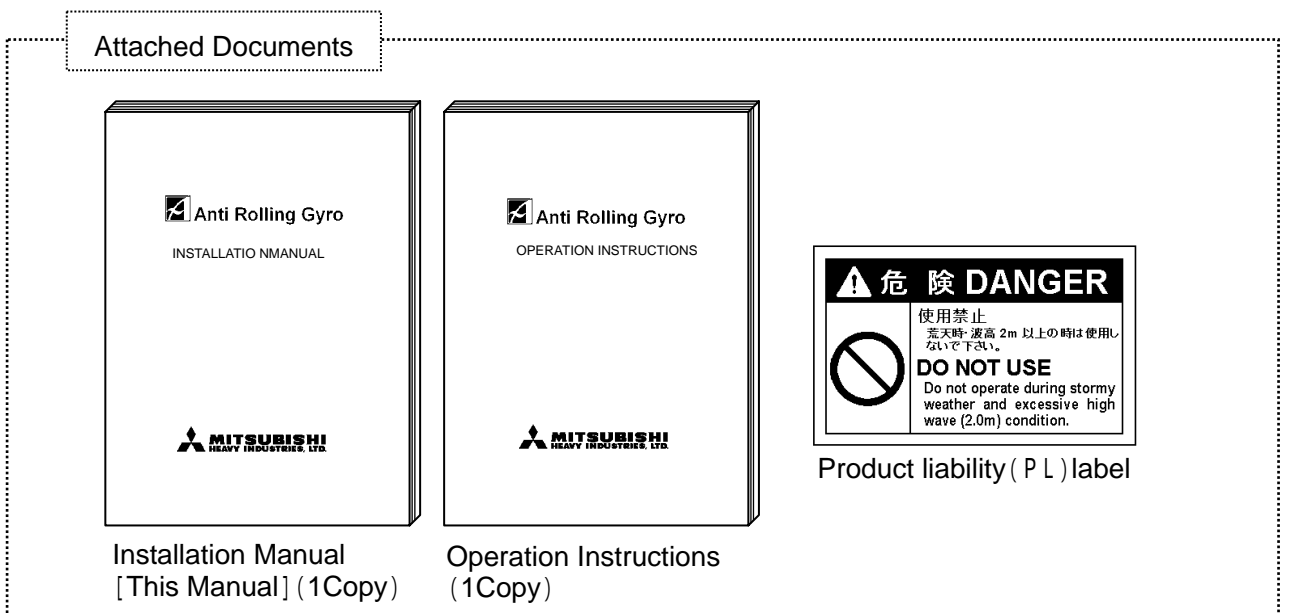 Attached Documents
Anti Rolling Gyro
INSTALLATIO NMANUAL
MITSUBISHI
HEAVY INDUSTRIES, LTD.
Installation Manual
[This Manual] (1Copy)
Anti Rolling Gyro
OPERATION INSTRUCTIONS
MITSUBISHI
HEAVY INDUSTRIES, LTD.
Operation Instructions
(1Copy)
危 険 DANGER
使用禁止
荒天時・波高 2m 以上の時は使用し
ないで下さい。
DO NOT USE
Do not operate during stormy
weather and excessive high
wave (2.0m) condition.
Product liability(PL)label